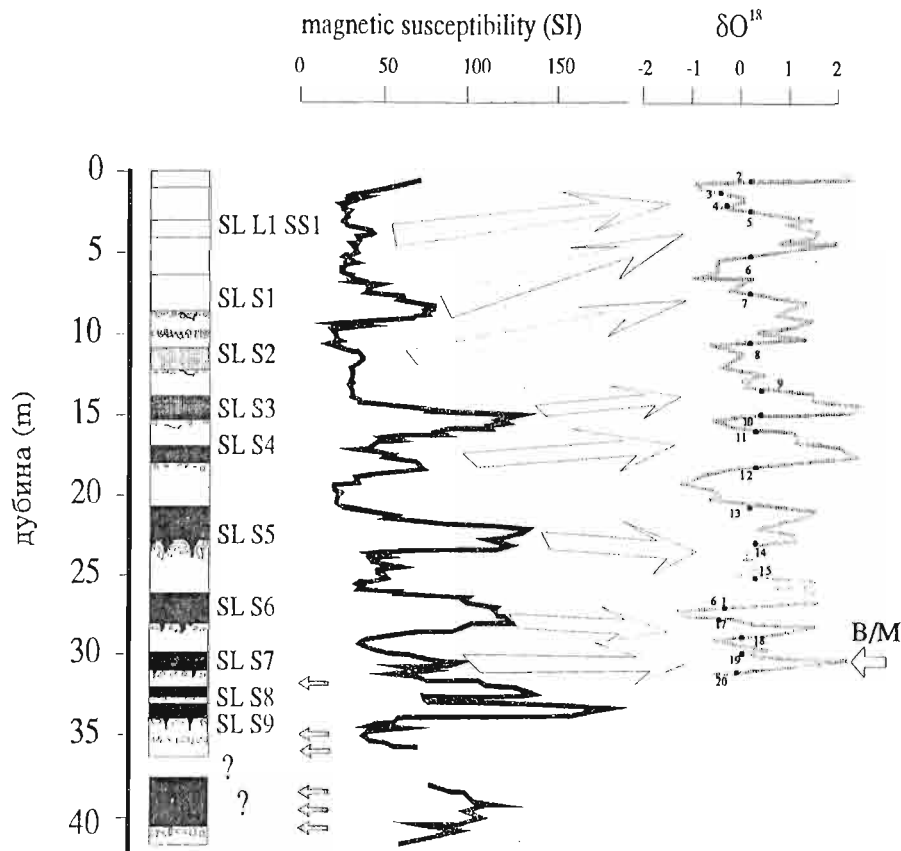 magnetic susceptibility (SI)
δO¹⁸
0 50 100 150
-2 -1 0 1 2
дубина (m)
0
5
10
15
20
25
30
35
40
SL L1 SS1
SL S1
SL S2
SL S3
SL S4
SL S5
SL S6
SL S7
SL S8
SL S9
?
?
2
3
4
5
6
7
8
9
10
11
12
13
14
15
6 1
17
18
19
20
B/M